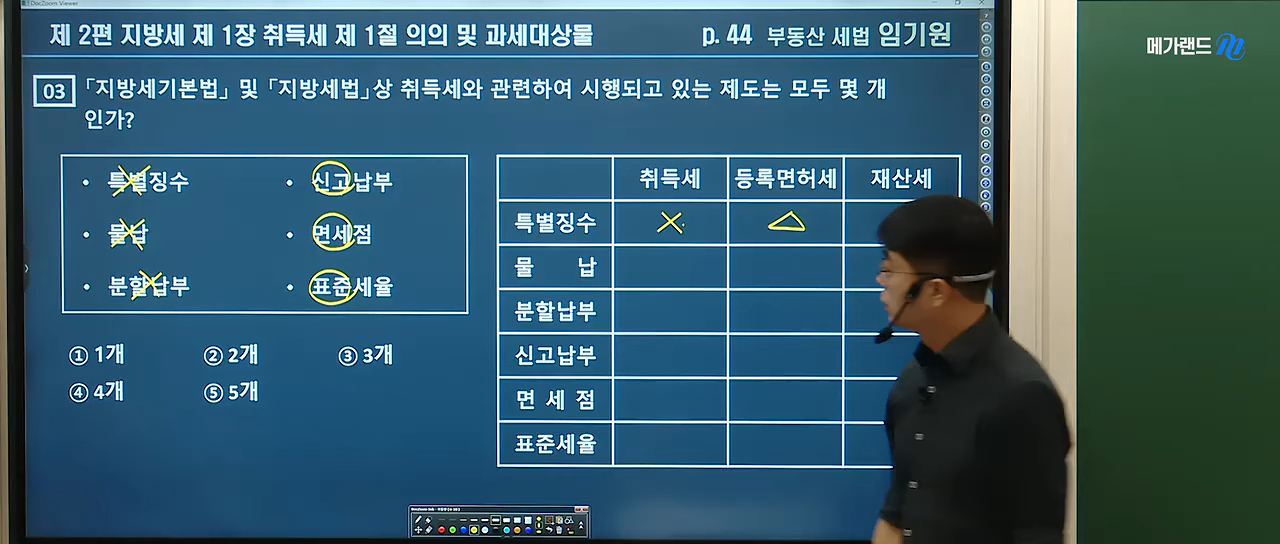 DocZoom Viewer
제 2편 지방세 제 1장 취득세 제 1절 의의 및 과세대상물 p. 44 부동산 세법 임기원
메가랜드
03 「지방세기본법」 및 「지방세법」상 취득세와 관련하여 시행되고 있는 제도는 모두 몇 개
인가?
• 특별징수 • 신고납부
• 물납 • 면세점
• 분할납부 • 표준세율
① 1개 ② 2개 ③ 3개
④ 4개 ⑤ 5개
취득세 등록면허세 재산세
특별징수 × △
물 납
분할납부
신고납부
면 세 점
표준세율